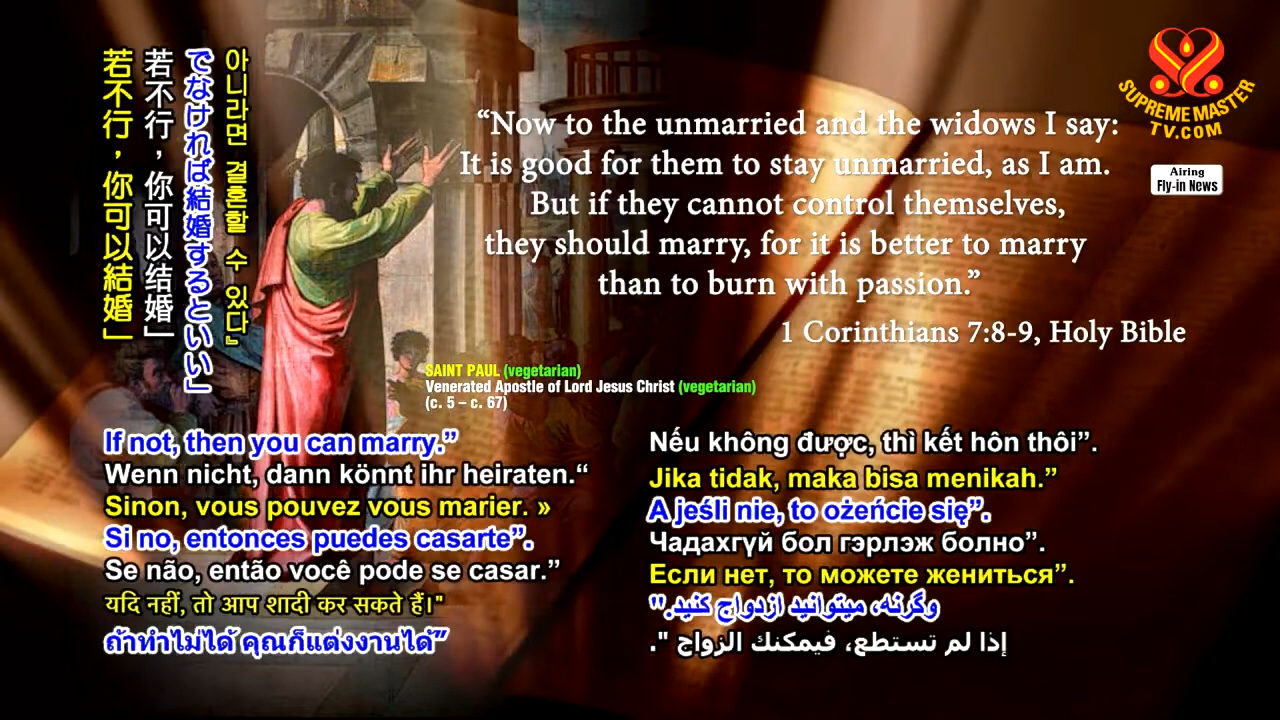 아니라면 결혼할 수 있다』
でなければ結婚するといい」
若不行，你可以结婚」
若不行，你可以結婚」
“Now to the unmarried and the widows I say:
It is good for them to stay unmarried, as I am.
But if they cannot control themselves,
they should marry, for it is better to marry
than to burn with passion.”
1 Corinthians 7:8-9, Holy Bible
SUPREME MASTER
TV.COM
Airing
Fly-in News
SAINT PAUL (vegetarian)
Venerated Apostle of Lord Jesus Christ (vegetarian)
(c. 5 – c. 67)
If not, then you can marry.”
Wenn nicht, dann könnt ihr heiraten.“
Sinon, vous pouvez vous marier. »
Si no, entonces puedes casarte”.
Se não, então você pode se casar.”
यदि नहीं, तो आप शादी कर सकते हैं।"
ถ้าทำไม่ได้ คุณก็แต่งงานได้”
Nếu không được, thì kết hôn thôi”.
Jika tidak, maka bisa menikah.”
A jeśli nie, to ożeńcie się”.
Чадахгүй бол гэрлэж болно”.
Если нет, то можете жениться”.
وگرنه، میتوانید ازدواج کنید."
إذا لم تستطع، فيمكنك الزواج ".